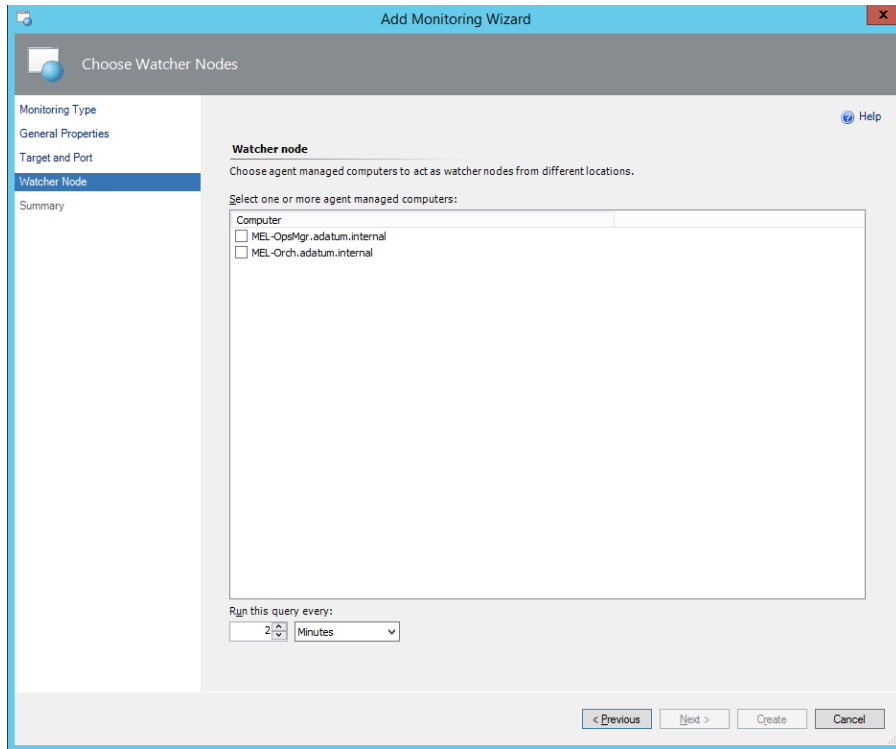 Add Monitoring Wizard
x
Choose Watcher Nodes
Monitoring Type
General Properties
Target and Port
Watcher Node
Summary
Help
Watcher node
Choose agent managed computers to act as watcher nodes from different locations.
Select one or more agent managed computers:
Computer
MEL-OpsMgr.adatum.internal
MEL-Orch.adatum.internal
Run this query every:
2 Minutes
< Previous Next > Create Cancel